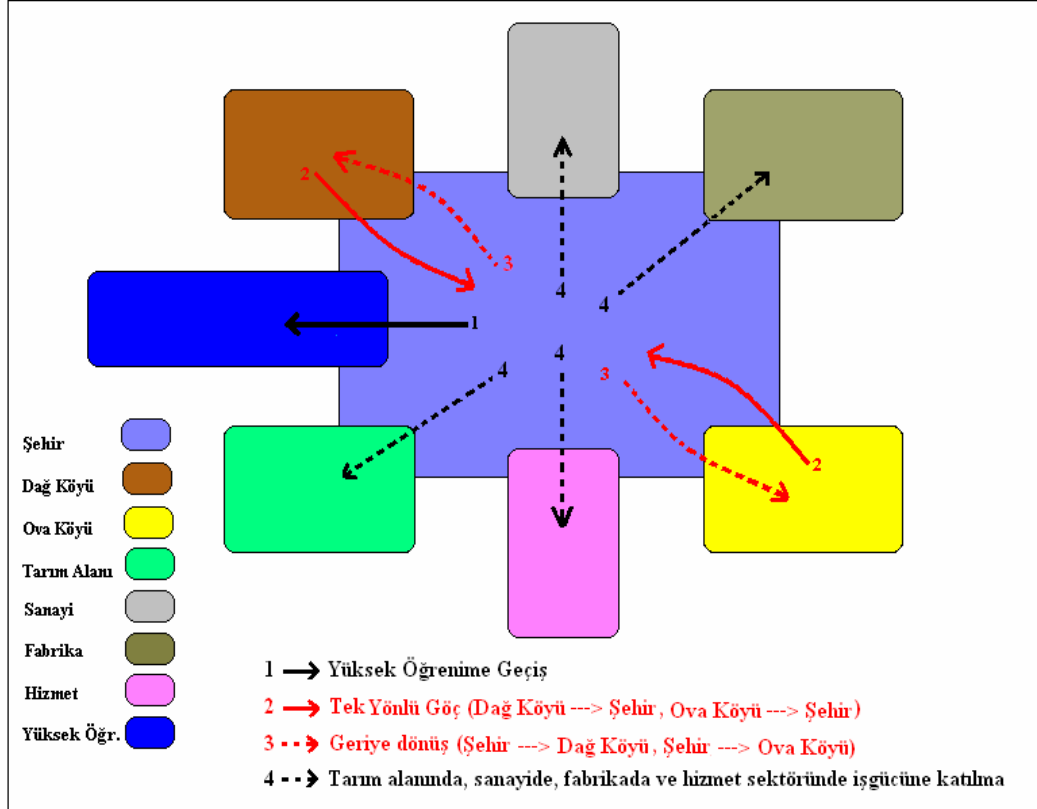 2
3
4
4
1
4
4
3
2
Şehir
Dağ Köyü
Ova Köyü
Tarım Alanı
Sanayi
Fabrika
Hizmet
Yüksek Öğr.
1 Yüksek Öğrenime Geçiş
2 Tek Yönlü Göç (Dağ Köyü ---> Şehir, Ova Köyü ---> Şehir)
3 Geriye dönüş (Şehir ---> Dağ Köyü, Şehir ---> Ova Köyü)
4 Tarım alanında, sanayide, fabrikada ve hizmet sektöründe işgücüne katılma